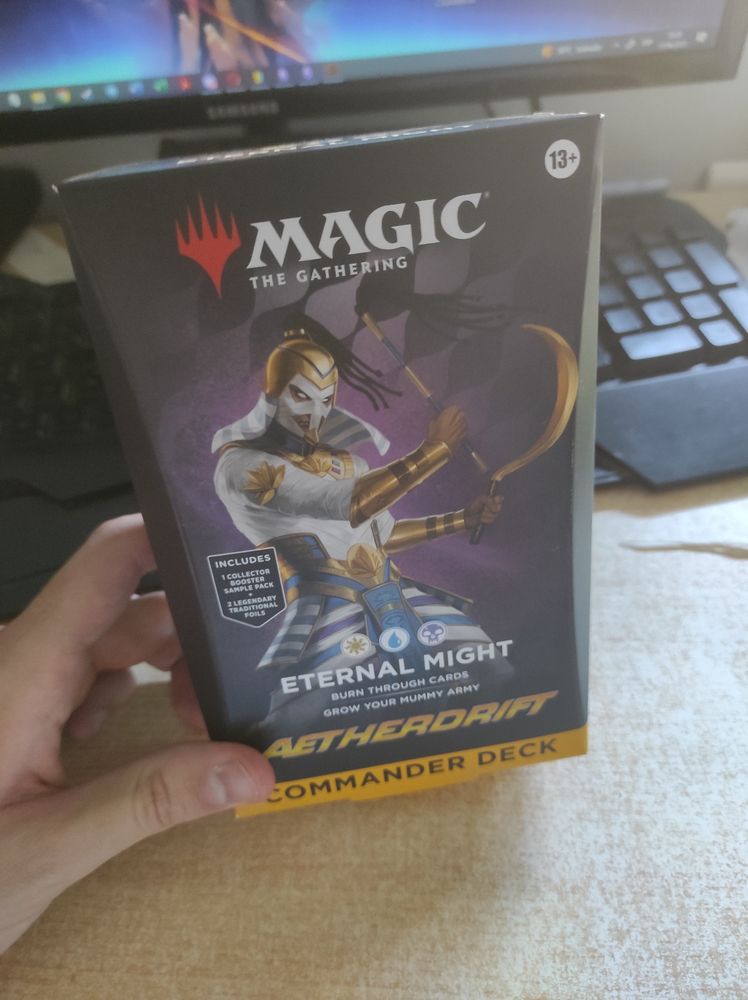 SAMSUNG
13+
MAGIC
THE GATHERING
INCLUDES
1 COLLECTOR
BOOSTER
SAMPLE PACK
+
2 LEGENDARY
TRADITIONAL
FOILS
ETERNAL MIGHT
BURN THROUGH CARDS
GROW YOUR MUMMY ARMY
AETHERDRIFT
COMMANDER DECK